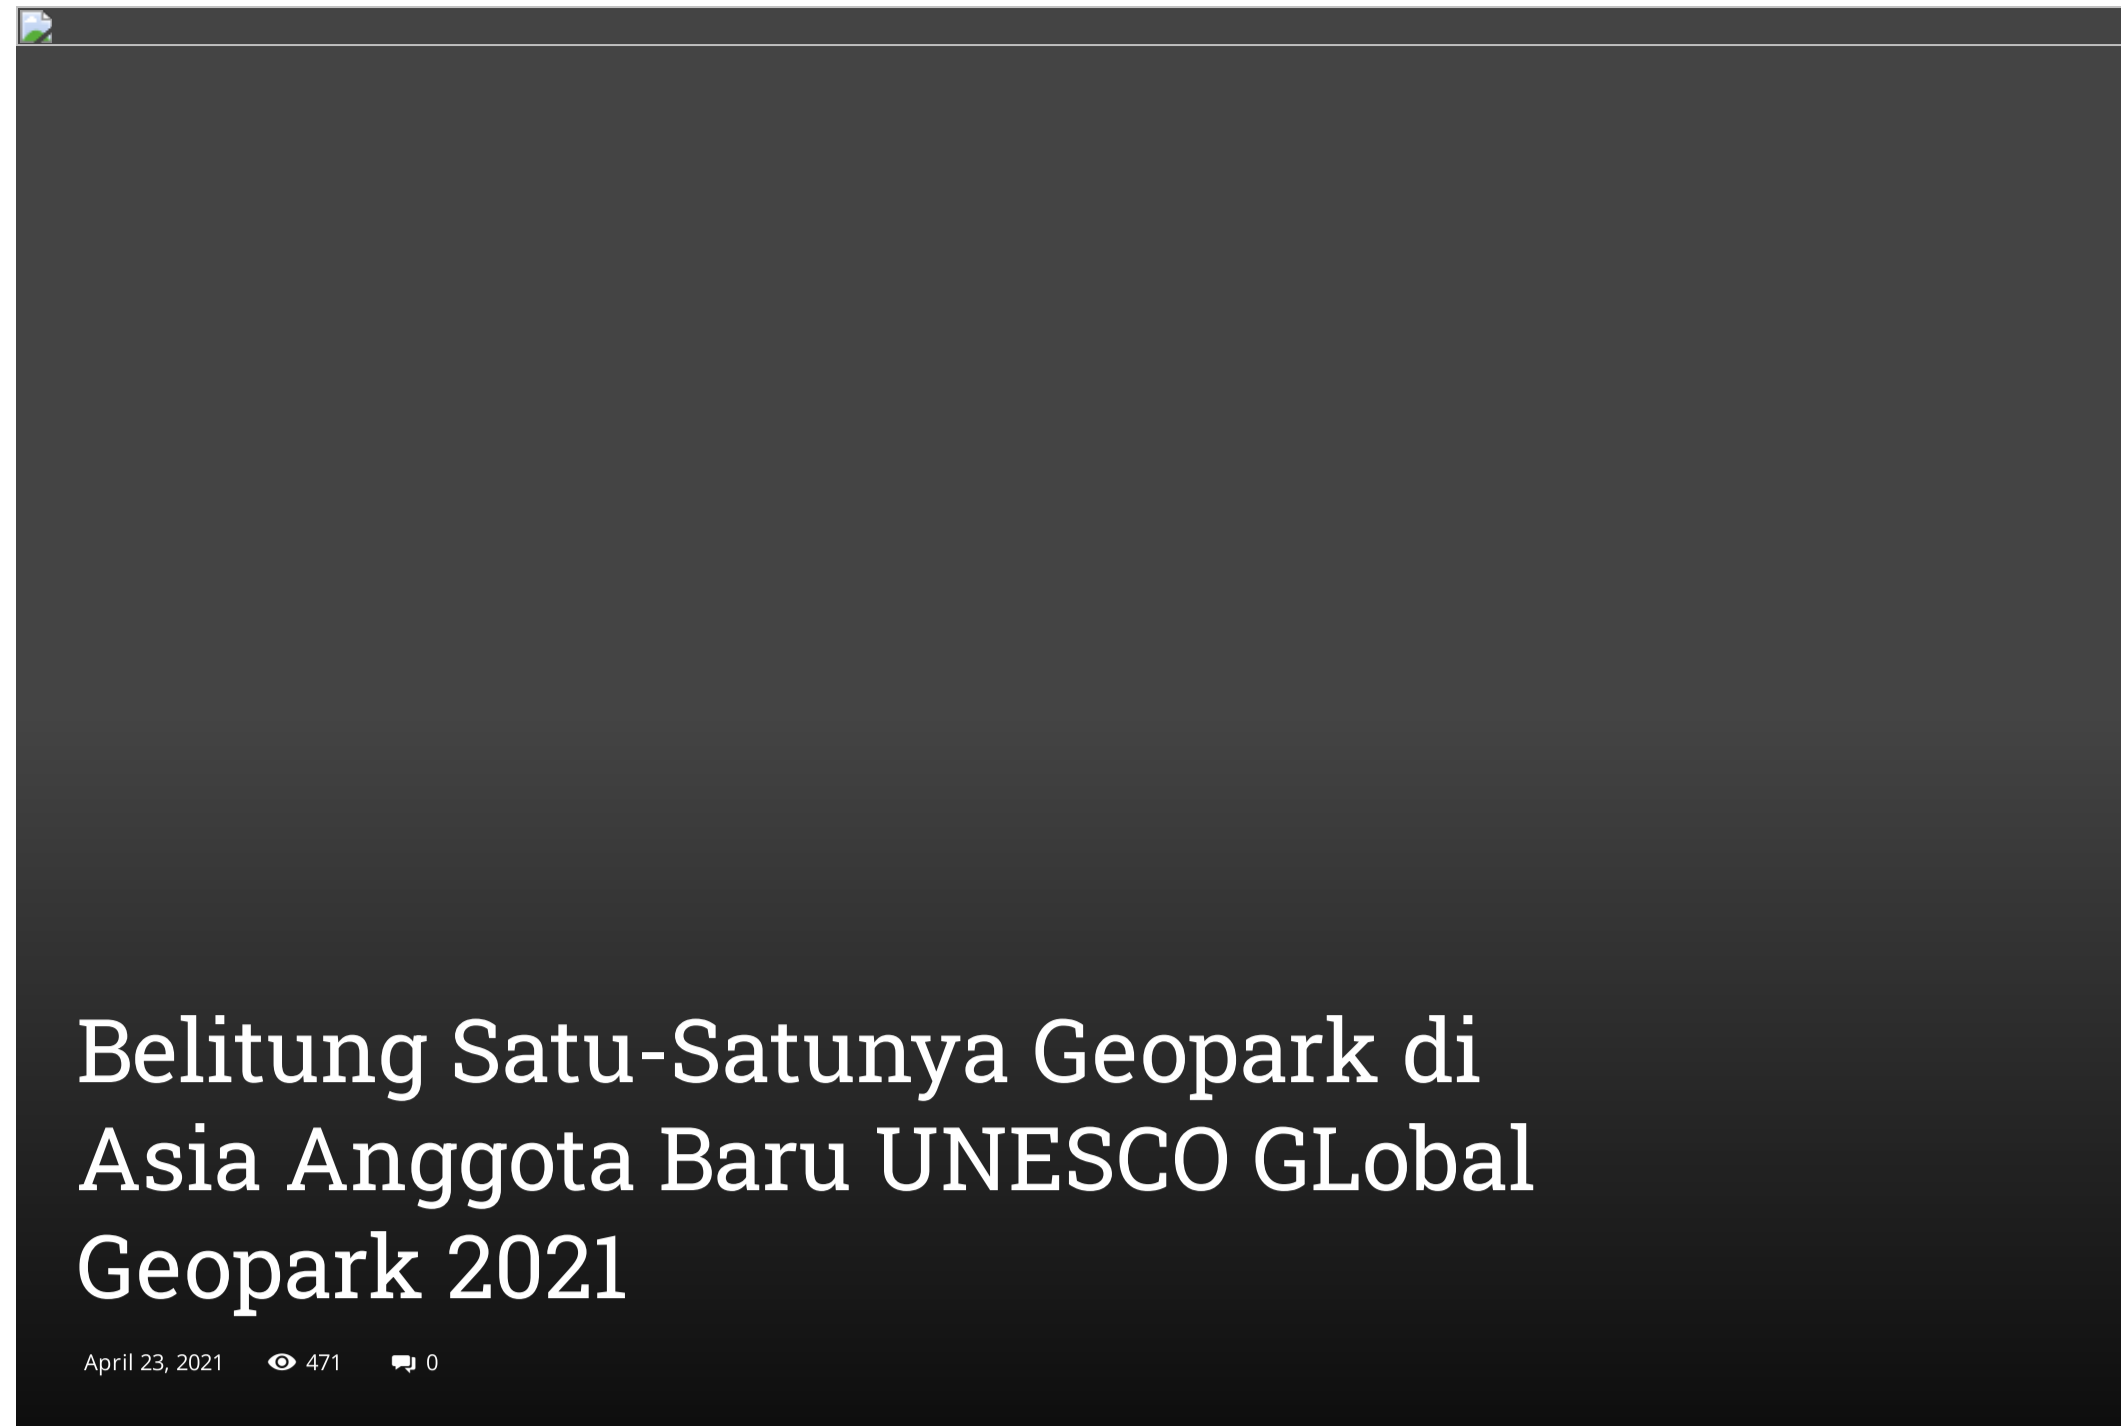 Belitung Satu-Satunya Geopark di
Asia Anggota Baru UNESCO GLobal
Geopark 2021
April 23, 2021 471 0